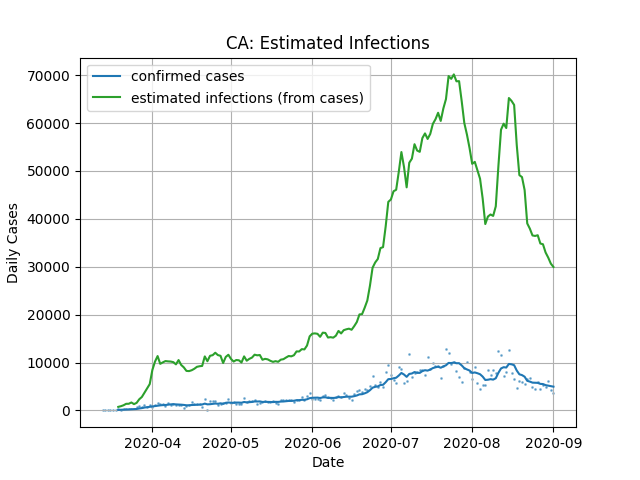 CA: Estimated Infections
confirmed cases
estimated infections (from cases)
Daily Cases
70000
60000
50000
40000
30000
20000
10000
0
2020-04 2020-05 2020-06 2020-07 2020-08 2020-09
Date